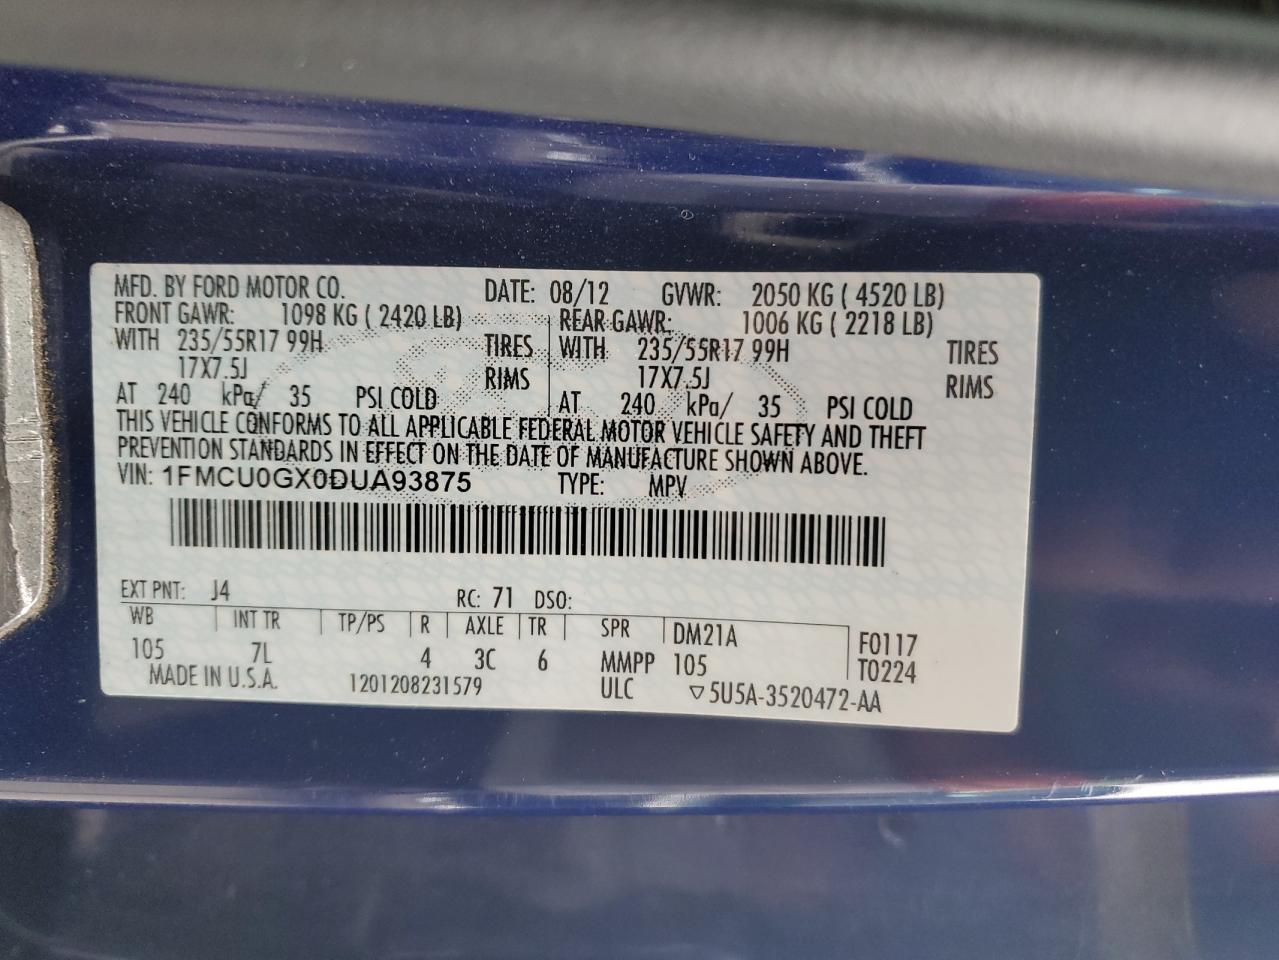 MFD. BY FORD MOTOR CO. DATE: 08/12 GVWR: 2050 KG ( 4520 LB)
FRONT GAWR: 1098 KG ( 2420 LB) REAR GAWR: 1006 KG ( 2218 LB)
WITH 235/55R17 99H TIRES WITH 235/55R17 99H TIRES
17X7.5J RIMS 17X7.5J RIMS
AT 240 kPa/ 35 PSI COLD AT 240 kPa/ 35 PSI COLD
THIS VEHICLE CONFORMS TO ALL APPLICABLE FEDERAL MOTOR VEHICLE SAFETY AND THEFT
PREVENTION STANDARDS IN EFFECT ON THE DATE OF MANUFACTURE SHOWN ABOVE.
VIN: 1FMCU0GX0DUA93875 TYPE: MPV
EXT PNT: J4 RC: 71 DSO:
WB INT TR TP/PS R AXLE TR SPR DM21A F0117
105 7L 4 3C 6 MMPP 105 T0224
MADE IN U.S.A. 1201208231579 ULC ▽5U5A-3520472-AA